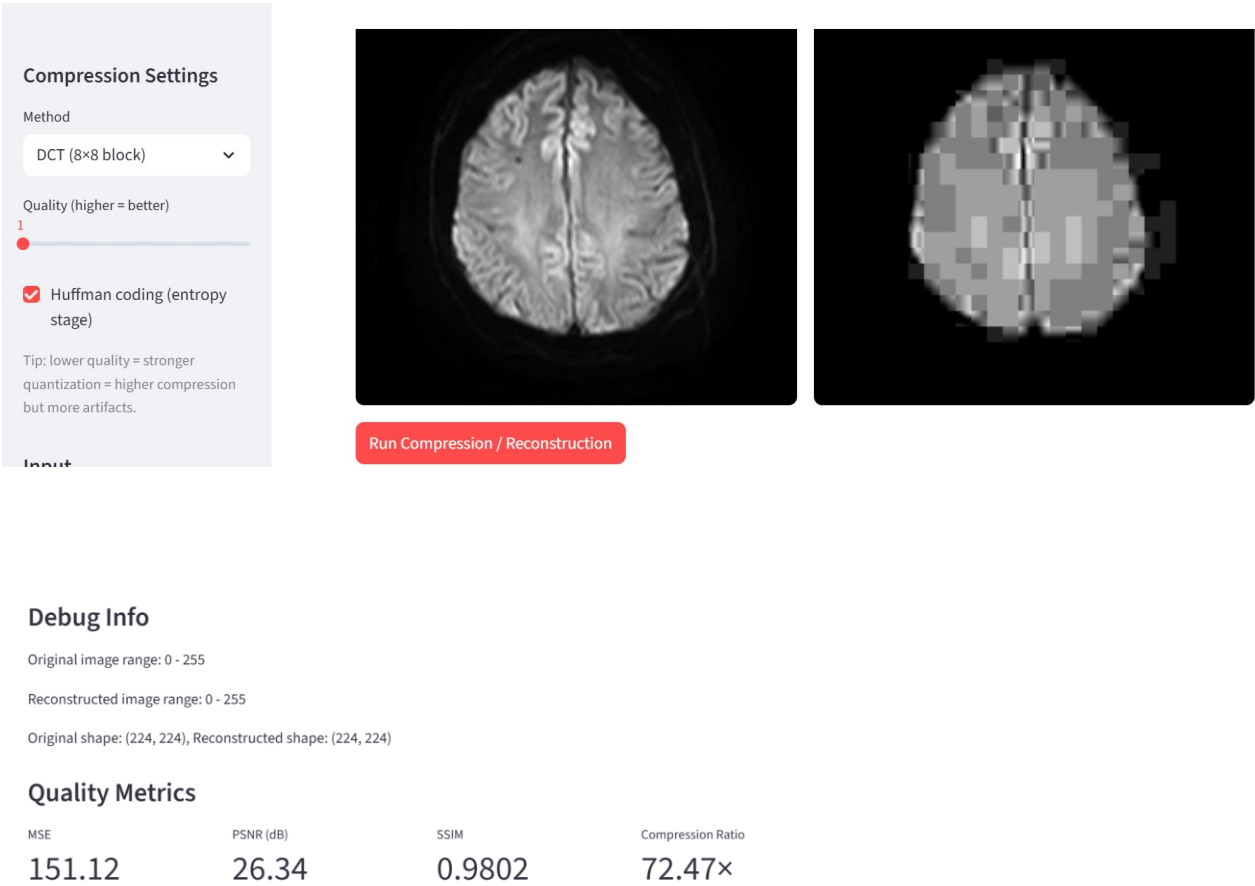 Compression Settings
Method
DCT (8×8 block)
Quality (higher = better)
1
Huffman coding (entropy
stage)
Tip: lower quality = stronger
quantization = higher compression
but more artifacts.
Input
Run Compression / Reconstruction
Debug Info
Original image range: 0 - 255
Reconstructed image range: 0 - 255
Original shape: (224, 224), Reconstructed shape: (224, 224)
Quality Metrics
MSE PSNR (dB) SSIM Compression Ratio
151.12 26.34 0.9802 72.47×